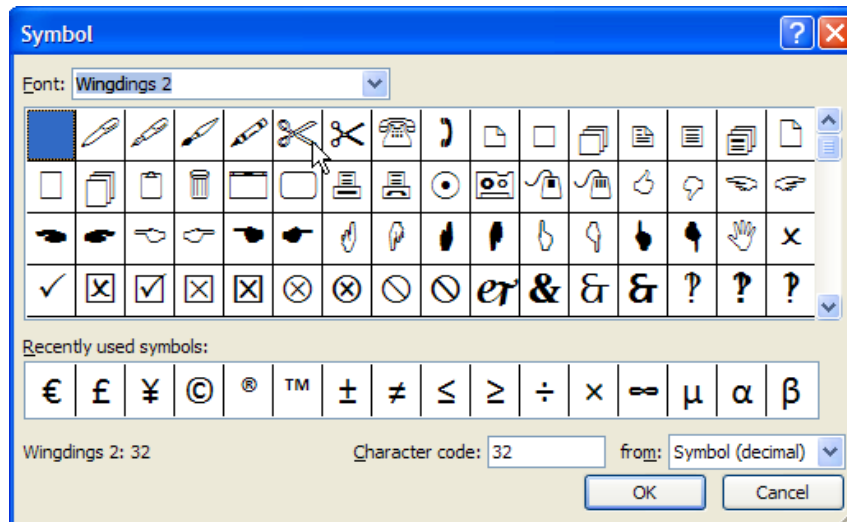 Symbol
Font: Wingdings 2
Recently used symbols:
€ £ ¥ © ® ™ ± ≠ ≤ ≥ ÷ × ∞ µ α β
Wingdings 2: 32 Character code: 32 from: Symbol (decimal)
OK Cancel